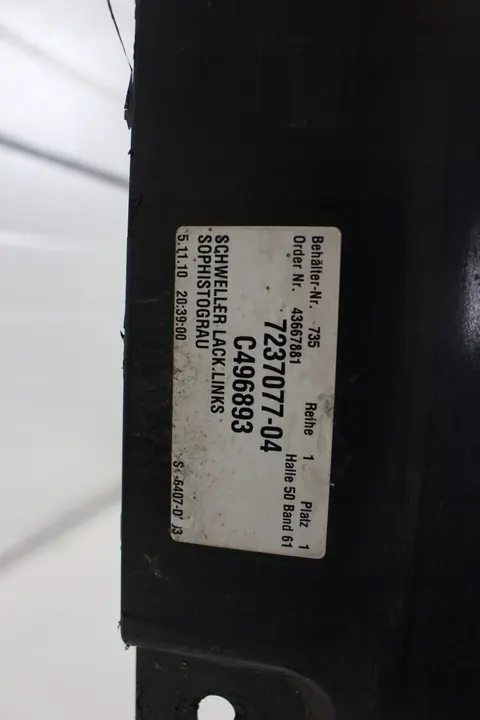 Behälter-Nr. 735 Reihe 1 Platz 1
Order Nr. 43667881 Halle 50 Band 61
7237077-04
C496893
SCHWELLER LACK.LINKS
SOPHISTOGRAU
5.11.10 20:39:00